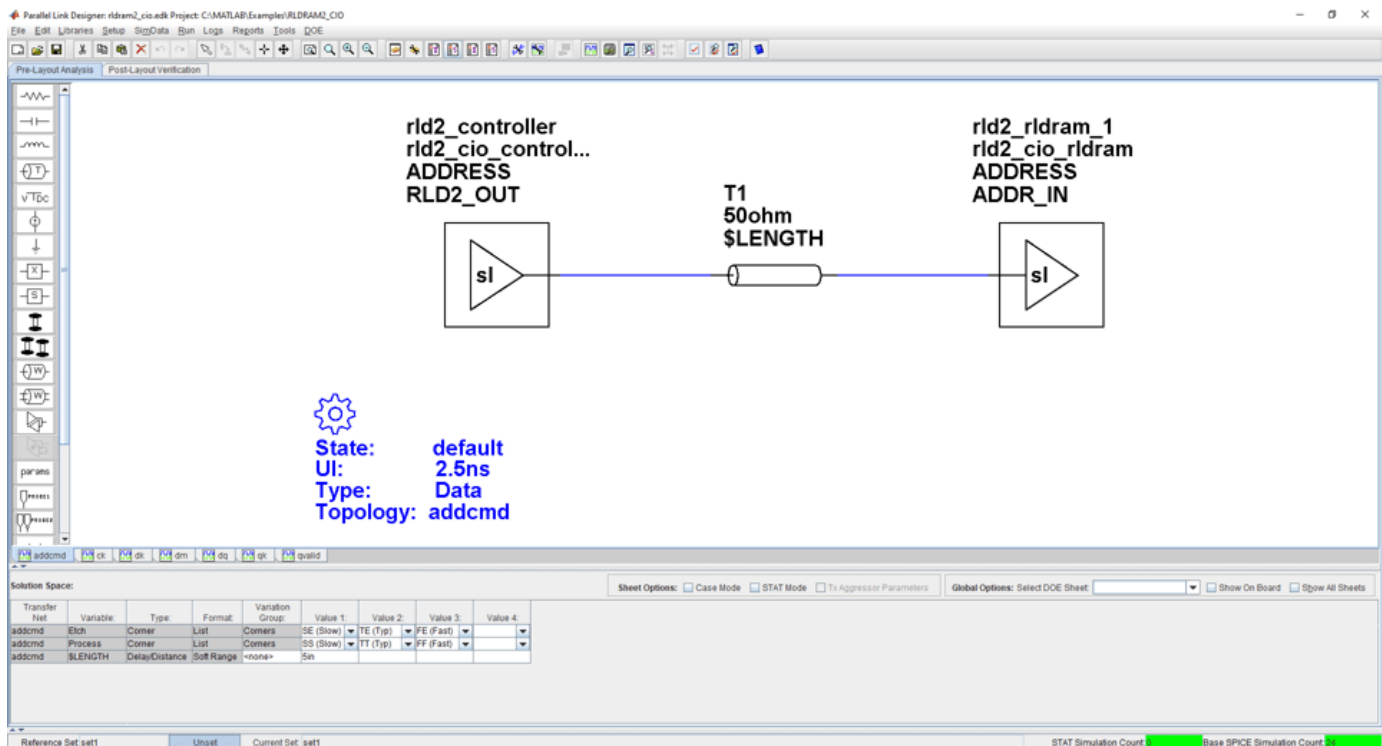 Parallel Link Designer: rldram2_cio.edk Project: C:\MATLAB\Examples\RLDRAM2_CIO
File Edit Libraries Setup SimData Run Logs Reports Tools DOE
Pre-Layout Analysis Post-Layout Verification
rld2_controller
rld2_cio_control...
ADDRESS
RLD2_OUT
T1
50ohm
$LENGTH
rld2_rldram_1
rld2_cio_rldram
ADDRESS
ADDR_IN
sI
sI
T
VTDC
X
S
W
W
params
State: default
UI: 2.5ns
Type: Data
Topology: addcmd
addcmd ck dk dm dq qk qvalid
Solution Space:
Sheet Options: Case Mode STAT Mode Tx Aggressor Parameters Global Options: Select DOE Sheet: Show On Board Show All Sheets
Transfer Net Variable: Type: Format: Variation Group: Value 1: Value 2: Value 3: Value 4:
addcmd Etch Corner List Corners SE (Slow) TE (Typ) FE (Fast)
addcmd Process Corner List Corners SS (Slow) TT (Typ) FF (Fast)
addcmd $LENGTH Delay/Distance Soft Range <none> 5in
Reference Set: set1 Unset Current Set: set1 STAT Simulation Count: 0 Base SPICE Simulation Count: 24